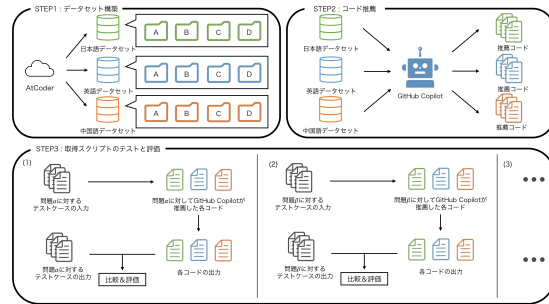 STEP1：データセット構築
AtCoder
日本語データセット
A B C D
英語データセット
A B C D
中国語データセット
A B C D
STEP2：コード推薦
日本語データセット
英語データセット
中国語データセット
GitHub Copilot
推薦コード
推薦コード
推薦コード
STEP3：取得スクリプトのテストと評価
(1)
問題αに対する
テストケースの入力
問題αに対してGitHub Copilotが
推薦した各コード
問題αに対する
テストケースの出力
各コードの出力
比較＆評価
(2)
問題βに対する
テストケースの入力
問題βに対してGitHub Copilotが
推薦した各コード
問題βに対する
テストケースの出力
各コードの出力
比較＆評価
(3)